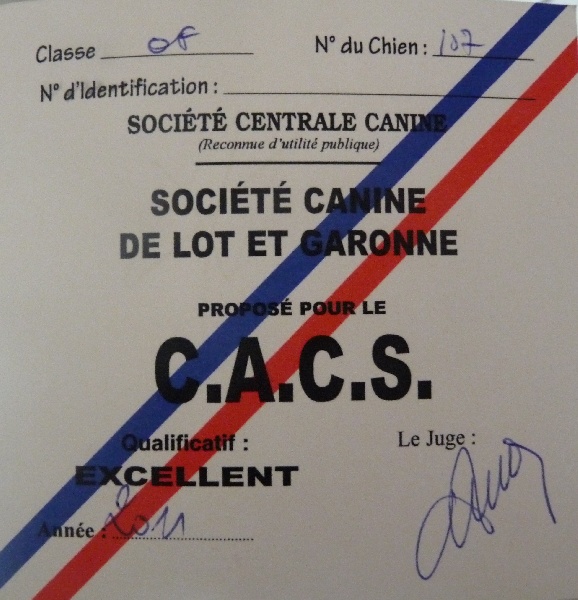 Classe OF N° du Chien : 107
N° d'Identification :
SOCIÉTÉ CENTRALE CANINE
(Reconnue d'utilité publique)
SOCIÉTÉ CANINE
DE LOT ET GARONNE
PROPOSÉ POUR LE
C.A.C.S.
Qualificatif : Le Juge :
EXCELLENT
Année : 2011